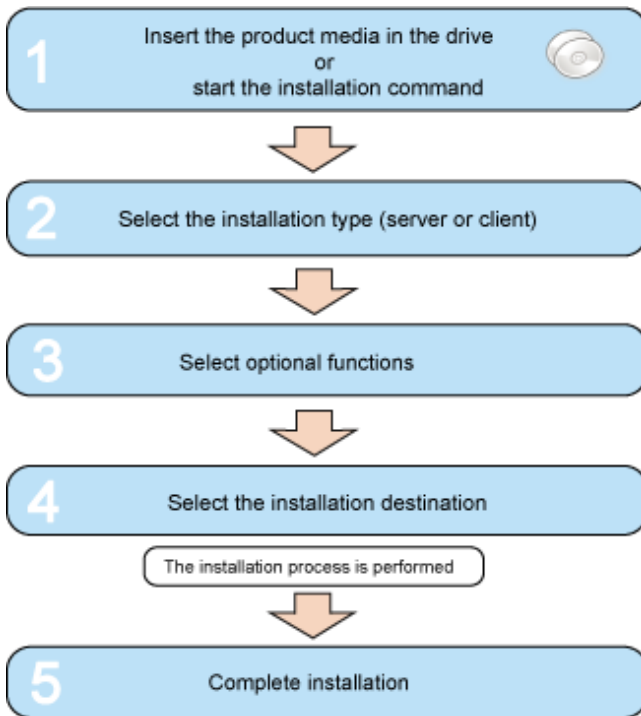 1
Insert the product media in the drive
or
start the installation command
2
Select the installation type (server or client)
3
Select optional functions
4
Select the installation destination
The installation process is performed
5
Complete installation